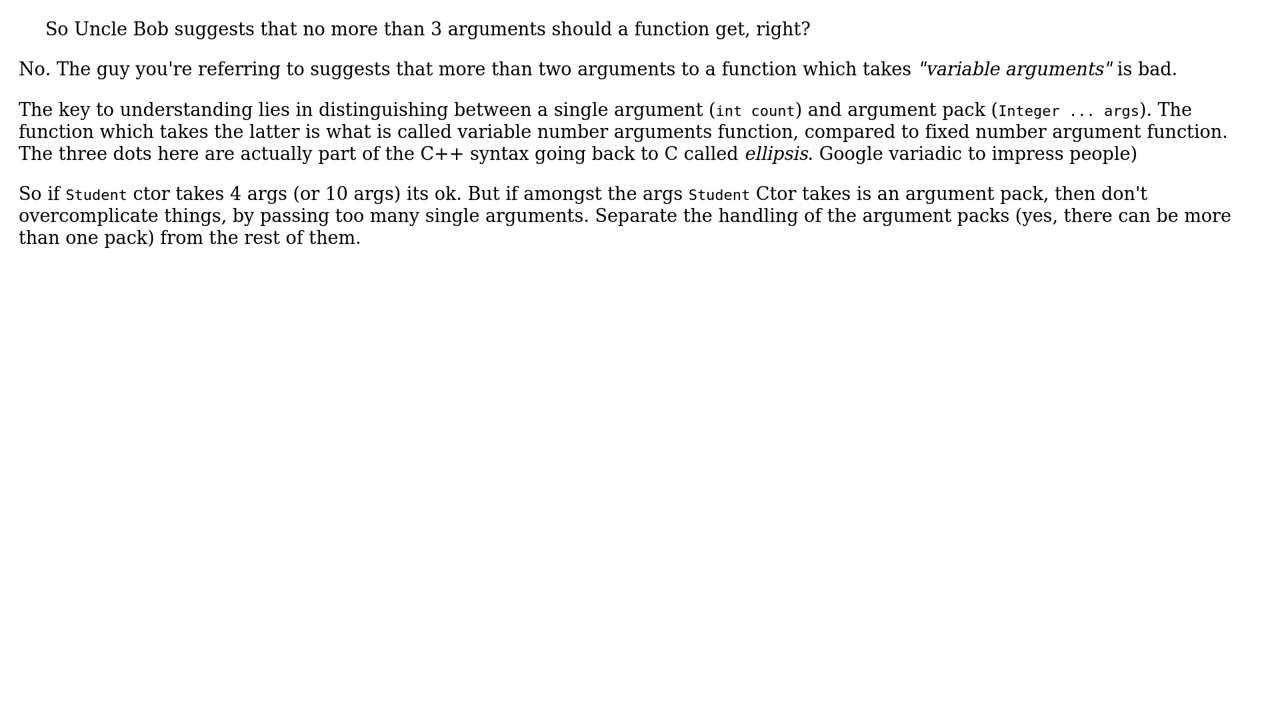 So Uncle Bob suggests that no more than 3 arguments should a function get, right?
No. The guy you're referring to suggests that more than two arguments to a function which takes "variable arguments" is bad.
The key to understanding lies in distinguishing between a single argument (int count) and argument pack (Integer ... args). The
function which takes the latter is what is called variable number arguments function, compared to fixed number argument function.
The three dots here are actually part of the C++ syntax going back to C called ellipsis. Google variadic to impress people)
So if Student ctor takes 4 args (or 10 args) its ok. But if amongst the args Student Ctor takes is an argument pack, then don't
overcomplicate things, by passing too many single arguments. Separate the handling of the argument packs (yes, there can be more
than one pack) from the rest of them.